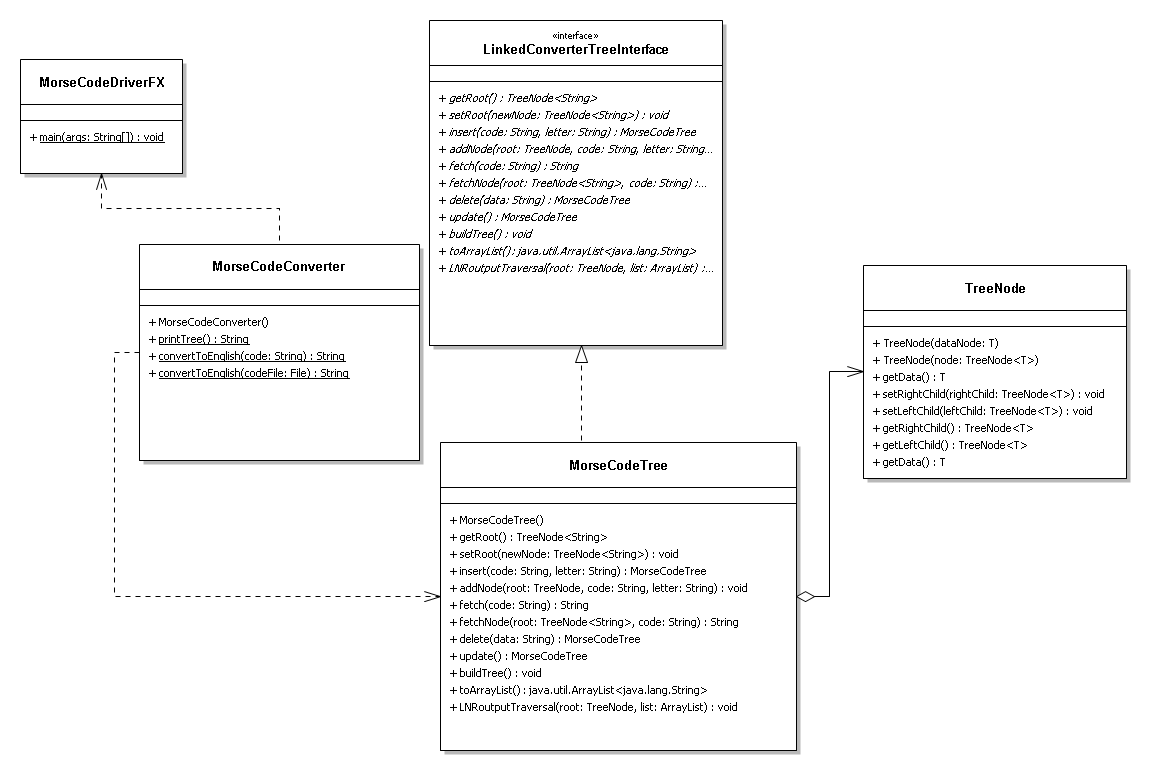 MorseCodeDriverFX
+ main(args: String[]) : void
«interface»
LinkedConverterTreeInterface
+ getRoot() : TreeNode<String>
+ setRoot(newNode: TreeNode<String>) : void
+ insert(code: String, letter: String) : MorseCodeTree
+ addNode(root: TreeNode, code: String, letter: String...
+ fetch(code: String) : String
+ fetchNode(root: TreeNode<String>, code: String) :...
+ delete(data: String) : MorseCodeTree
+ update() : MorseCodeTree
+ buildTree() : void
+ toArrayList() : java.util.ArrayList<java.lang.String>
+ LNRoutputTraversal(root: TreeNode, list: ArrayList) :...
MorseCodeConverter
+ MorseCodeConverter()
+ printTree() : String
+ convertToEnglish(code: String) : String
+ convertToEnglish(codeFile: File) : String
TreeNode
+ TreeNode(dataNode: T)
+ TreeNode(node: TreeNode<T>)
+ getData() : T
+ setRightChild(rightChild: TreeNode<T>) : void
+ setLeftChild(leftChild: TreeNode<T>) : void
+ getRightChild() : TreeNode<T>
+ getLeftChild() : TreeNode<T>
+ getData() : T
MorseCodeTree
+ MorseCodeTree()
+ getRoot() : TreeNode<String>
+ setRoot(newNode: TreeNode<String>) : void
+ insert(code: String, letter: String) : MorseCodeTree
+ addNode(root: TreeNode, code: String, letter: String) : void
+ fetch(code: String) : String
+ fetchNode(root: TreeNode<String>, code: String) : String
+ delete(data: String) : MorseCodeTree
+ update() : MorseCodeTree
+ buildTree() : void
+ toArrayList() : java.util.ArrayList<java.lang.String>
+ LNRoutputTraversal(root: TreeNode, list: ArrayList) : void